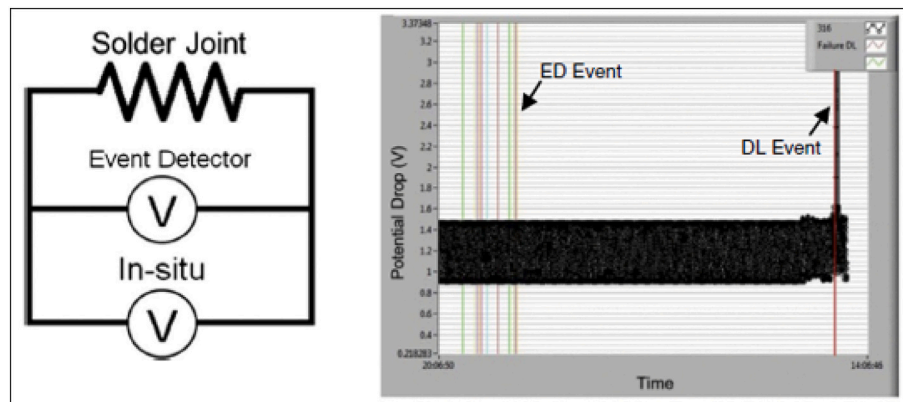 Solder Joint
Event Detector
V
In-situ
V
3.37348
3.2
3
2.8
2.6
2.4
2.2
2
1.8
1.6
1.4
1.2
1
0.8
0.6
0.4
0.216283
Potential Drop (V)
20:06:50
14:06:46
Time
ED Event
DL Event
316
Failure DL